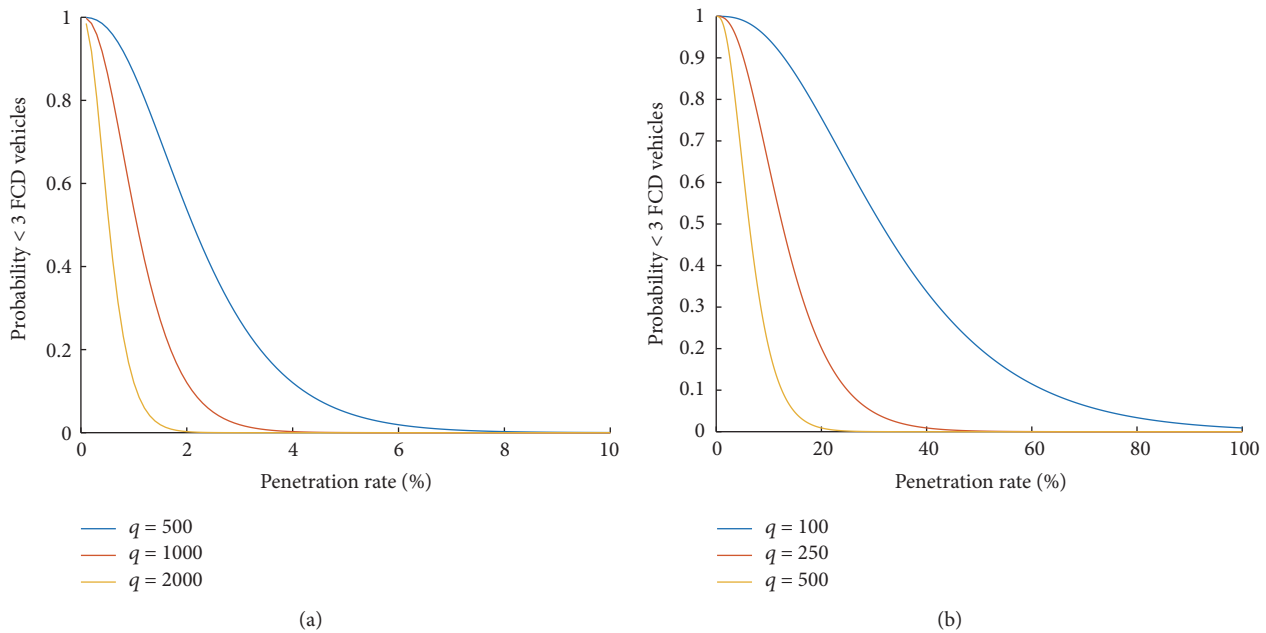 Probability < 3 FCD vehicles
1
0.8
0.6
0.4
0.2
0
0 2 4 6 8 10
Penetration rate (%)
q = 500
q = 1000
q = 2000
(a)
Probability < 3 FCD vehicles
1
0.9
0.8
0.7
0.6
0.5
0.4
0.3
0.2
0.1
0
0 20 40 60 80 100
Penetration rate (%)
q = 100
q = 250
q = 500
(b)